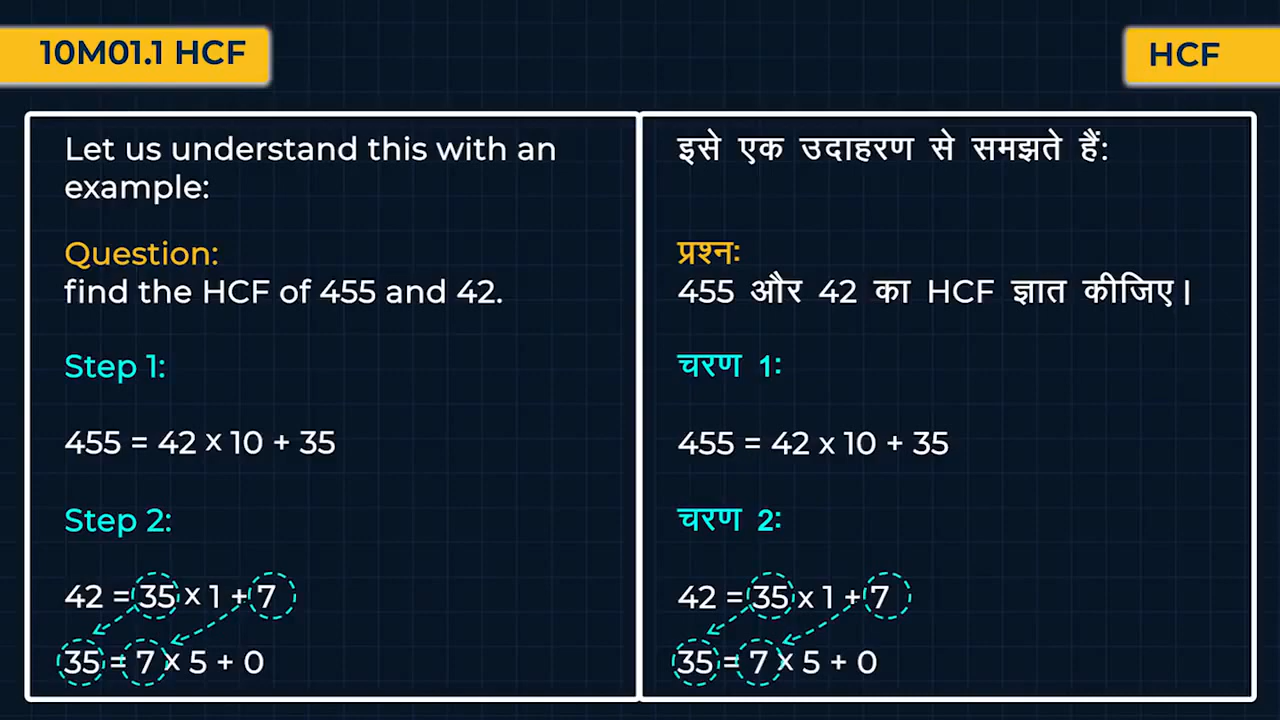 10M01.1 HCF
HCF
Let us understand this with an
example:
Question:
find the HCF of 455 and 42.
Step 1:
455 = 42 x 10 + 35
Step 2:
42 = 35 x 1 + 7
35 = 7 x 5 + 0
इसे एक उदाहरण से समझते हैं:
प्रश्न:
455 और 42 का HCF ज्ञात कीजिए।
चरण 1:
455 = 42 x 10 + 35
चरण 2:
42 = 35 x 1 + 7
35 = 7 x 5 + 0